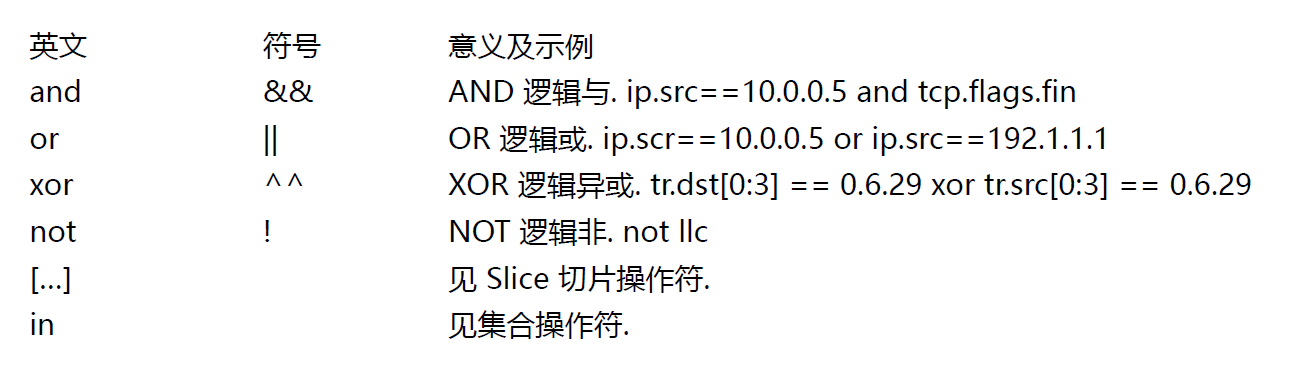 英文 符号 意义及示例
and && AND 逻辑与. ip.src==10.0.0.5 and tcp.flags.fin
or || OR 逻辑或. ip.scr==10.0.0.5 or ip.src==192.1.1.1
xor ^^ XOR 逻辑异或. tr.dst[0:3] == 0.6.29 xor tr.src[0:3] == 0.6.29
not ! NOT 逻辑非. not llc
[…] 见 Slice 切片操作符.
in 见集合操作符.